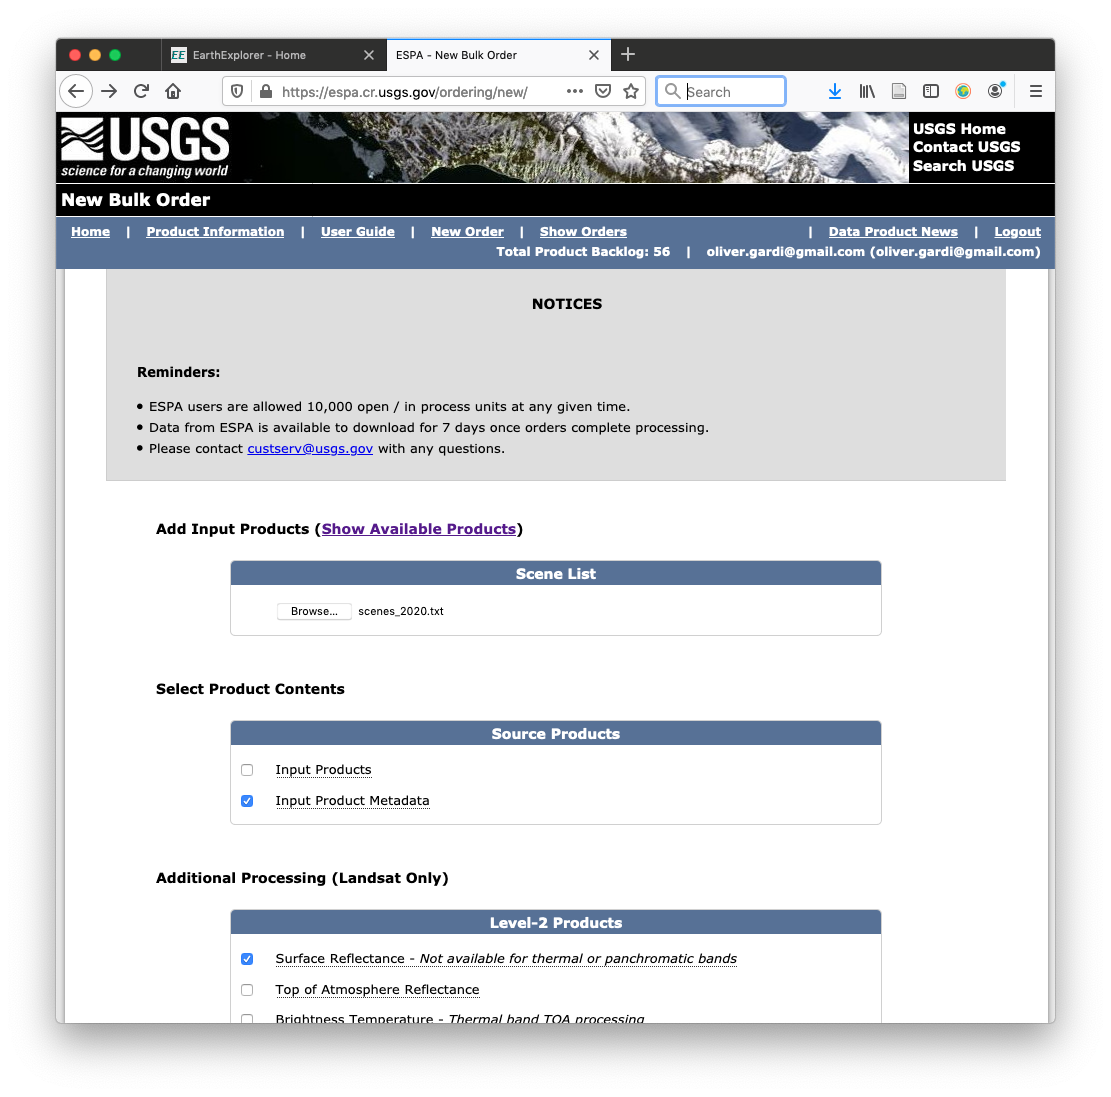 EE EarthExplorer - Home
ESPA - New Bulk Order
https://espa.cr.usgs.gov/ordering/new/
Search
USGS
science for a changing world
USGS Home
Contact USGS
Search USGS
New Bulk Order
Home | Product Information | User Guide | New Order | Show Orders | Data Product News | Logout
Total Product Backlog: 56 | oliver.gardi@gmail.com (oliver.gardi@gmail.com)
NOTICES
Reminders:
• ESPA users are allowed 10,000 open / in process units at any given time.
• Data from ESPA is available to download for 7 days once orders complete processing.
• Please contact custserv@usgs.gov with any questions.
Add Input Products (Show Available Products)
Scene List
Browse... scenes_2020.txt
Select Product Contents
Source Products
Input Products
Input Product Metadata
Additional Processing (Landsat Only)
Level-2 Products
Surface Reflectance - Not available for thermal or panchromatic bands
Top of Atmosphere Reflectance
Brightness Temperature - Thermal band TOA processing